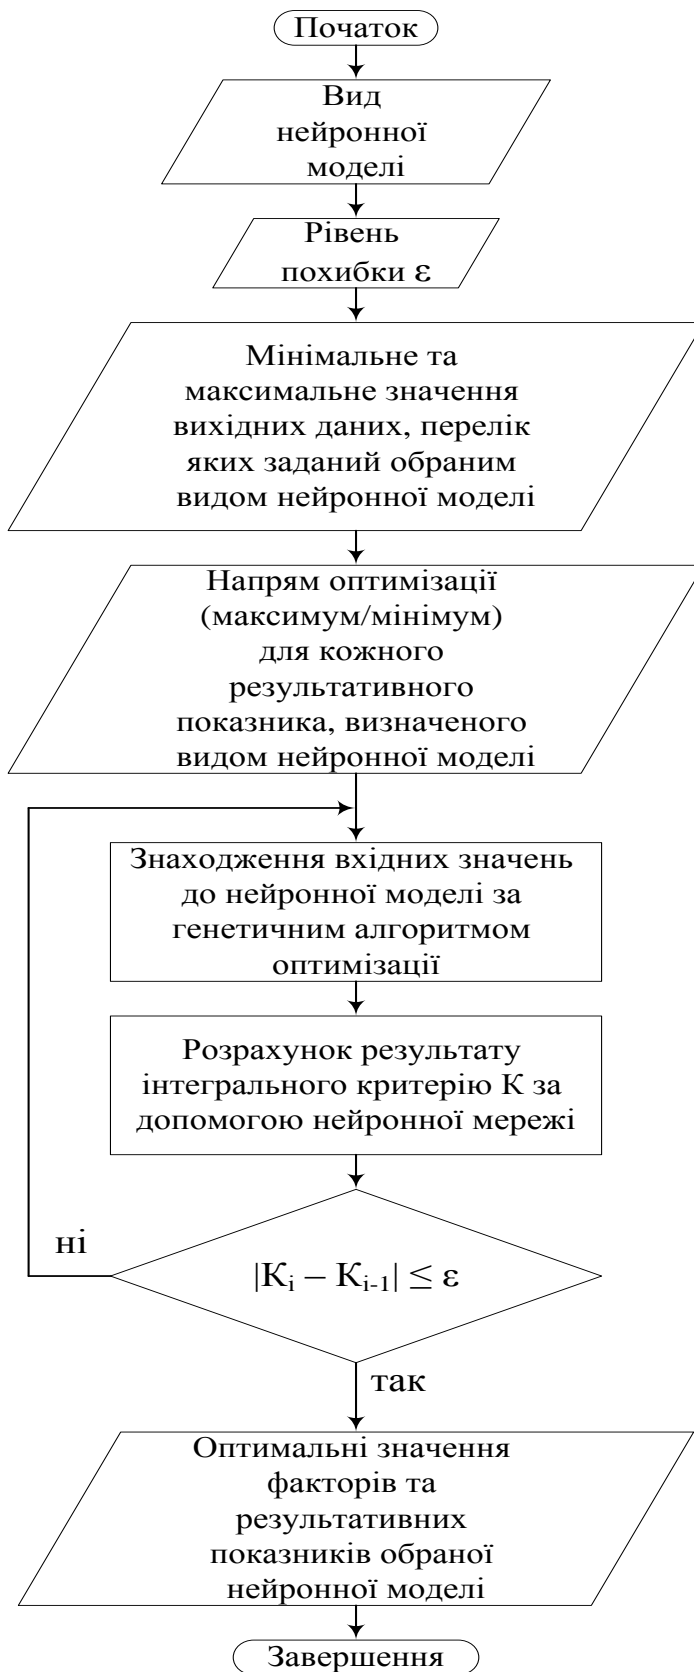 Початок
Вид
нейронної
моделі
Рівень
похибки ε
Мінімальне та
максимальне значення
вихідних даних, перелік
яких заданий обраним
видом нейронної моделі
Напрям оптимізації
(максимум/мінімум)
для кожного
результативного
показника, визначеного
видом нейронної моделі
Знаходження вхідних значень
до нейронної моделі за
генетичним алгоритмом
оптимізації
Розрахунок результату
інтегрального критерію К за
допомогою нейронної мережі
ні
|Kᵢ – Kᵢ₋₁| ≤ ε
так
Оптимальні значення
факторів та
результативних
показників обраної
нейронної моделі
Завершення